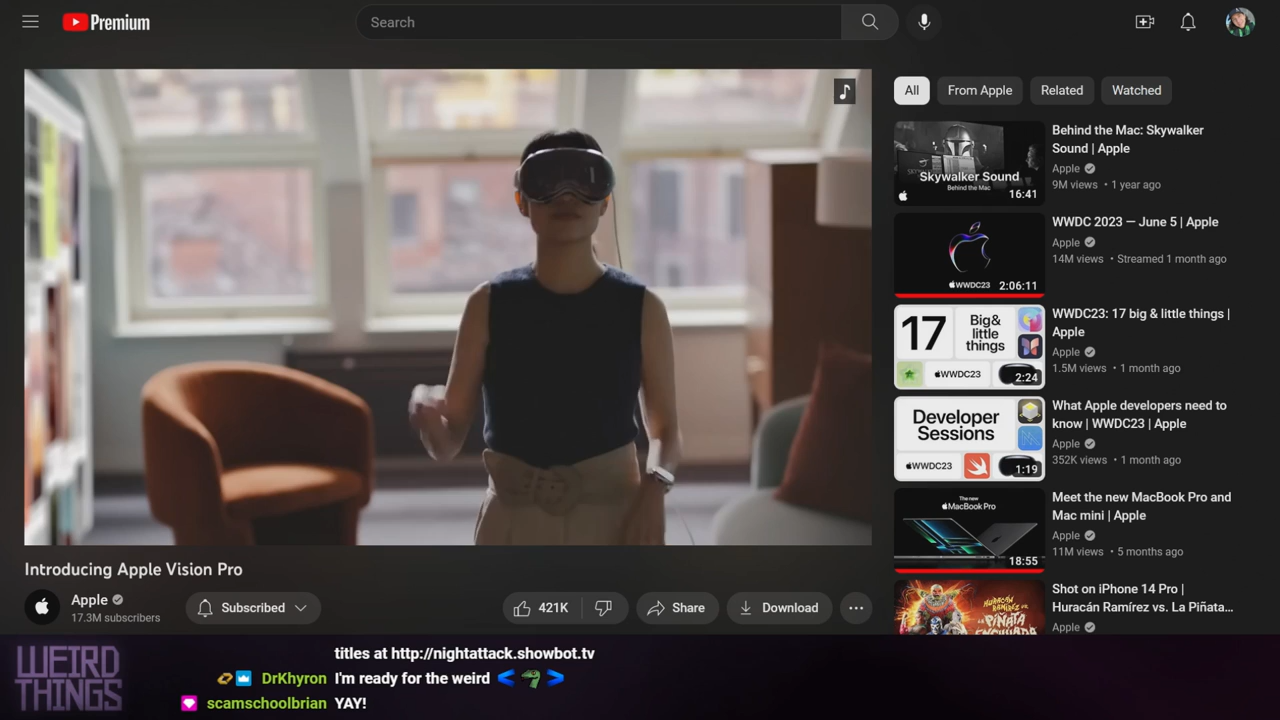 Premium
Search
All
From Apple
Related
Watched
Skywalker Sound
Behind the Mac
16:41
Behind the Mac: Skywalker
Sound | Apple
Apple
9M views • 1 year ago
WWDC23
2:06:11
WWDC 2023 — June 5 | Apple
Apple
14M views • Streamed 1 month ago
17
Big&
little
things
WWDC23
2:24
WWDC23: 17 big & little things |
Apple
Apple
1.5M views • 1 month ago
Developer
Sessions
WWDC23
1:19
What Apple developers need to
know | WWDC23 | Apple
Apple
352K views • 1 month ago
The new
MacBook Pro
18:55
Meet the new MacBook Pro and
Mac mini | Apple
Apple
11M views • 5 months ago
HURACÁN
RAMÍREZ
VS.
LA
PIÑATA
Shot on iPhone 14 Pro |
Huracán Ramírez vs. La Piñata…
Apple
Introducing Apple Vision Pro
Apple
17.3M subscribers
Subscribed
421K
Share
Download
WEIRD
THINGS
titles at http://nightattack.showbot.tv
DrKhyron I'm ready for the weird
scamschoolbrian YAY!